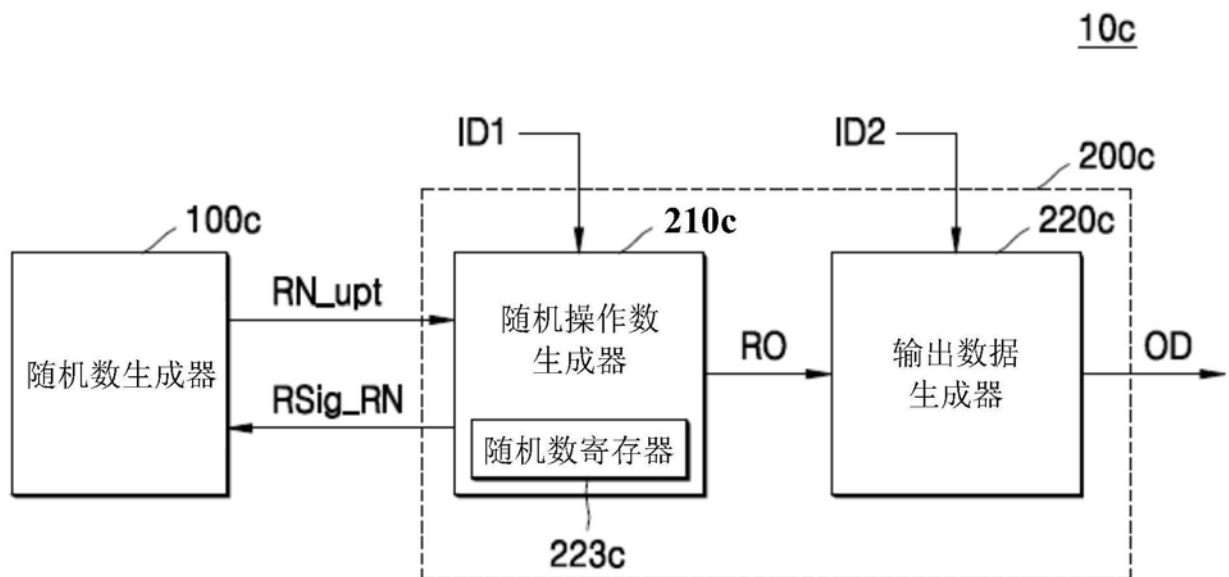 10c
ID1
ID2
200c
100c
210c
220c
RN_upt
随机操作数
生成器
随机数生成器
RO
输出数据
生成器
OD
RSig_RN
随机数寄存器
223c